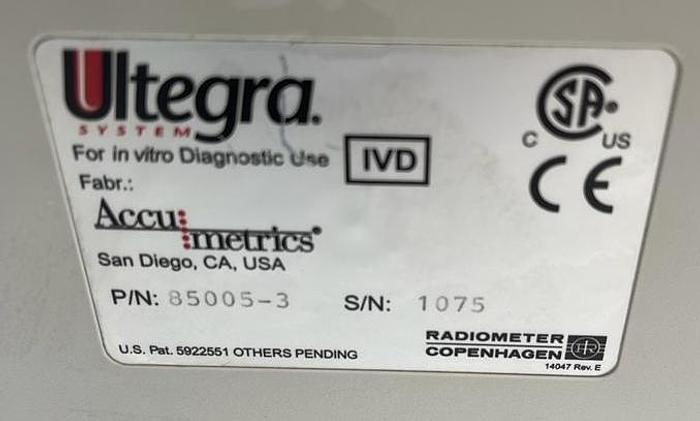 Ultegra.
SYSTEM
For in vitro Diagnostic Use
IVD
Fabr.:
Accu
metrics®
San Diego, CA, USA
P/N: 85005-3
S/N: 1075
U.S. Pat. 5922551 OTHERS PENDING
SA
C US
CE
RADIOMETER
COPENHAGEN
14047 Rev. E